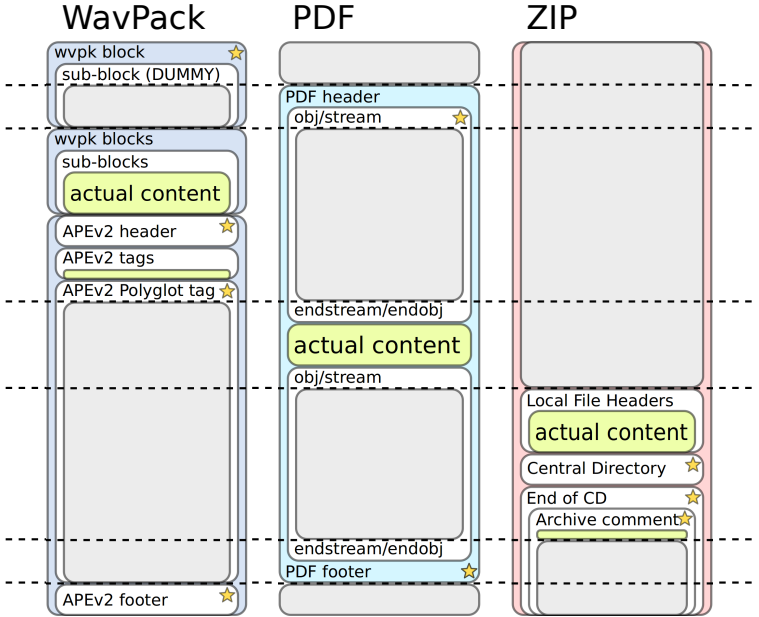 WavPack
wvpk block
sub-block (DUMMY)
wvpk blocks
sub-blocks
actual content
APEv2 header
APEv2 tags
APEv2 Polyglot tag
APEv2 footer
PDF
PDF header
obj/stream
endstream/endobj
actual content
obj/stream
endstream/endobj
PDF footer
ZIP
Local File Headers
actual content
Central Directory
End of CD
Archive comment